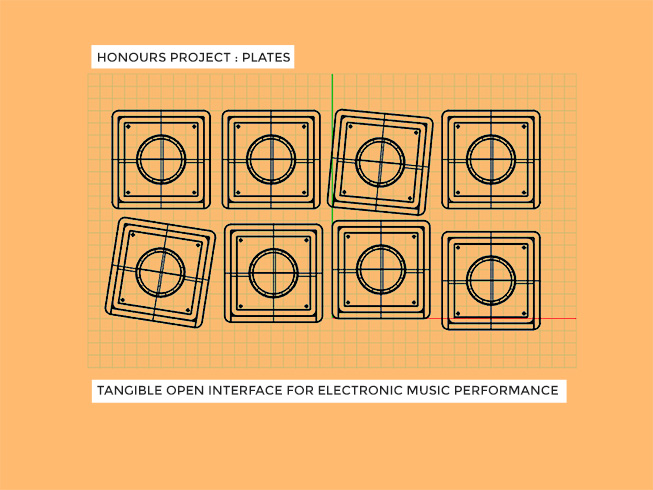 HONOURS PROJECT : PLATES
TANGIBLE OPEN INTERFACE FOR ELECTRONIC MUSIC PERFORMANCE